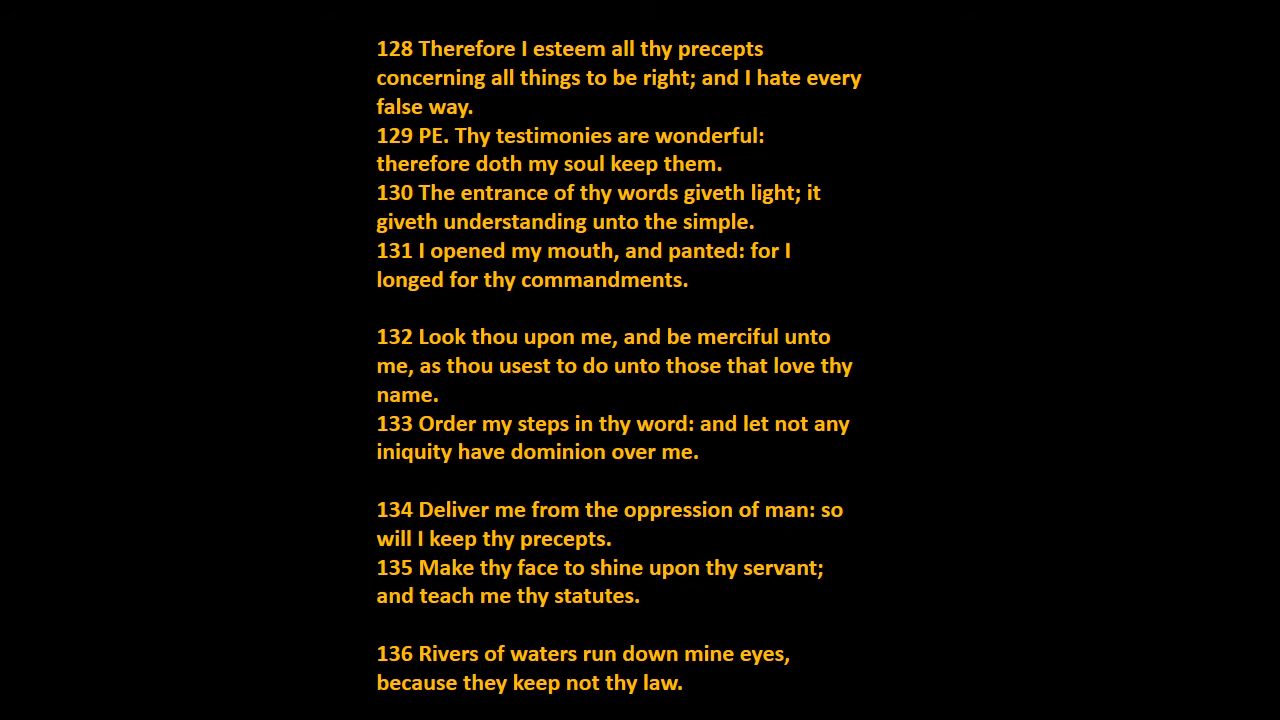 128 Therefore I esteem all thy precepts
concerning all things to be right; and I hate every
false way.
129 PE. Thy testimonies are wonderful:
therefore doth my soul keep them.
130 The entrance of thy words giveth light; it
giveth understanding unto the simple.
131 I opened my mouth, and panted: for I
longed for thy commandments.
132 Look thou upon me, and be merciful unto
me, as thou usest to do unto those that love thy
name.
133 Order my steps in thy word: and let not any
iniquity have dominion over me.
134 Deliver me from the oppression of man: so
will I keep thy precepts.
135 Make thy face to shine upon thy servant;
and teach me thy statutes.
136 Rivers of waters run down mine eyes,
because they keep not thy law.